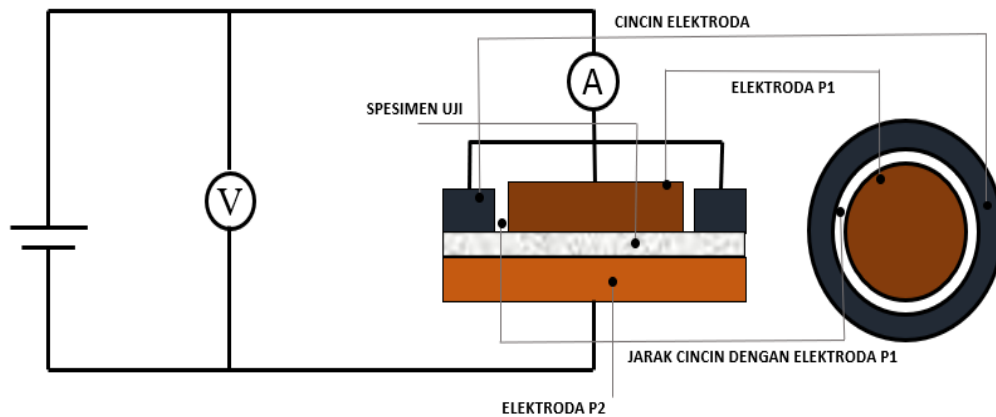 CINCIN ELEKTRODA
A
ELEKTRODA P1
SPESIMEN UJI
V
JARAK CINCIN DENGAN ELEKTRODA P1
ELEKTRODA P2